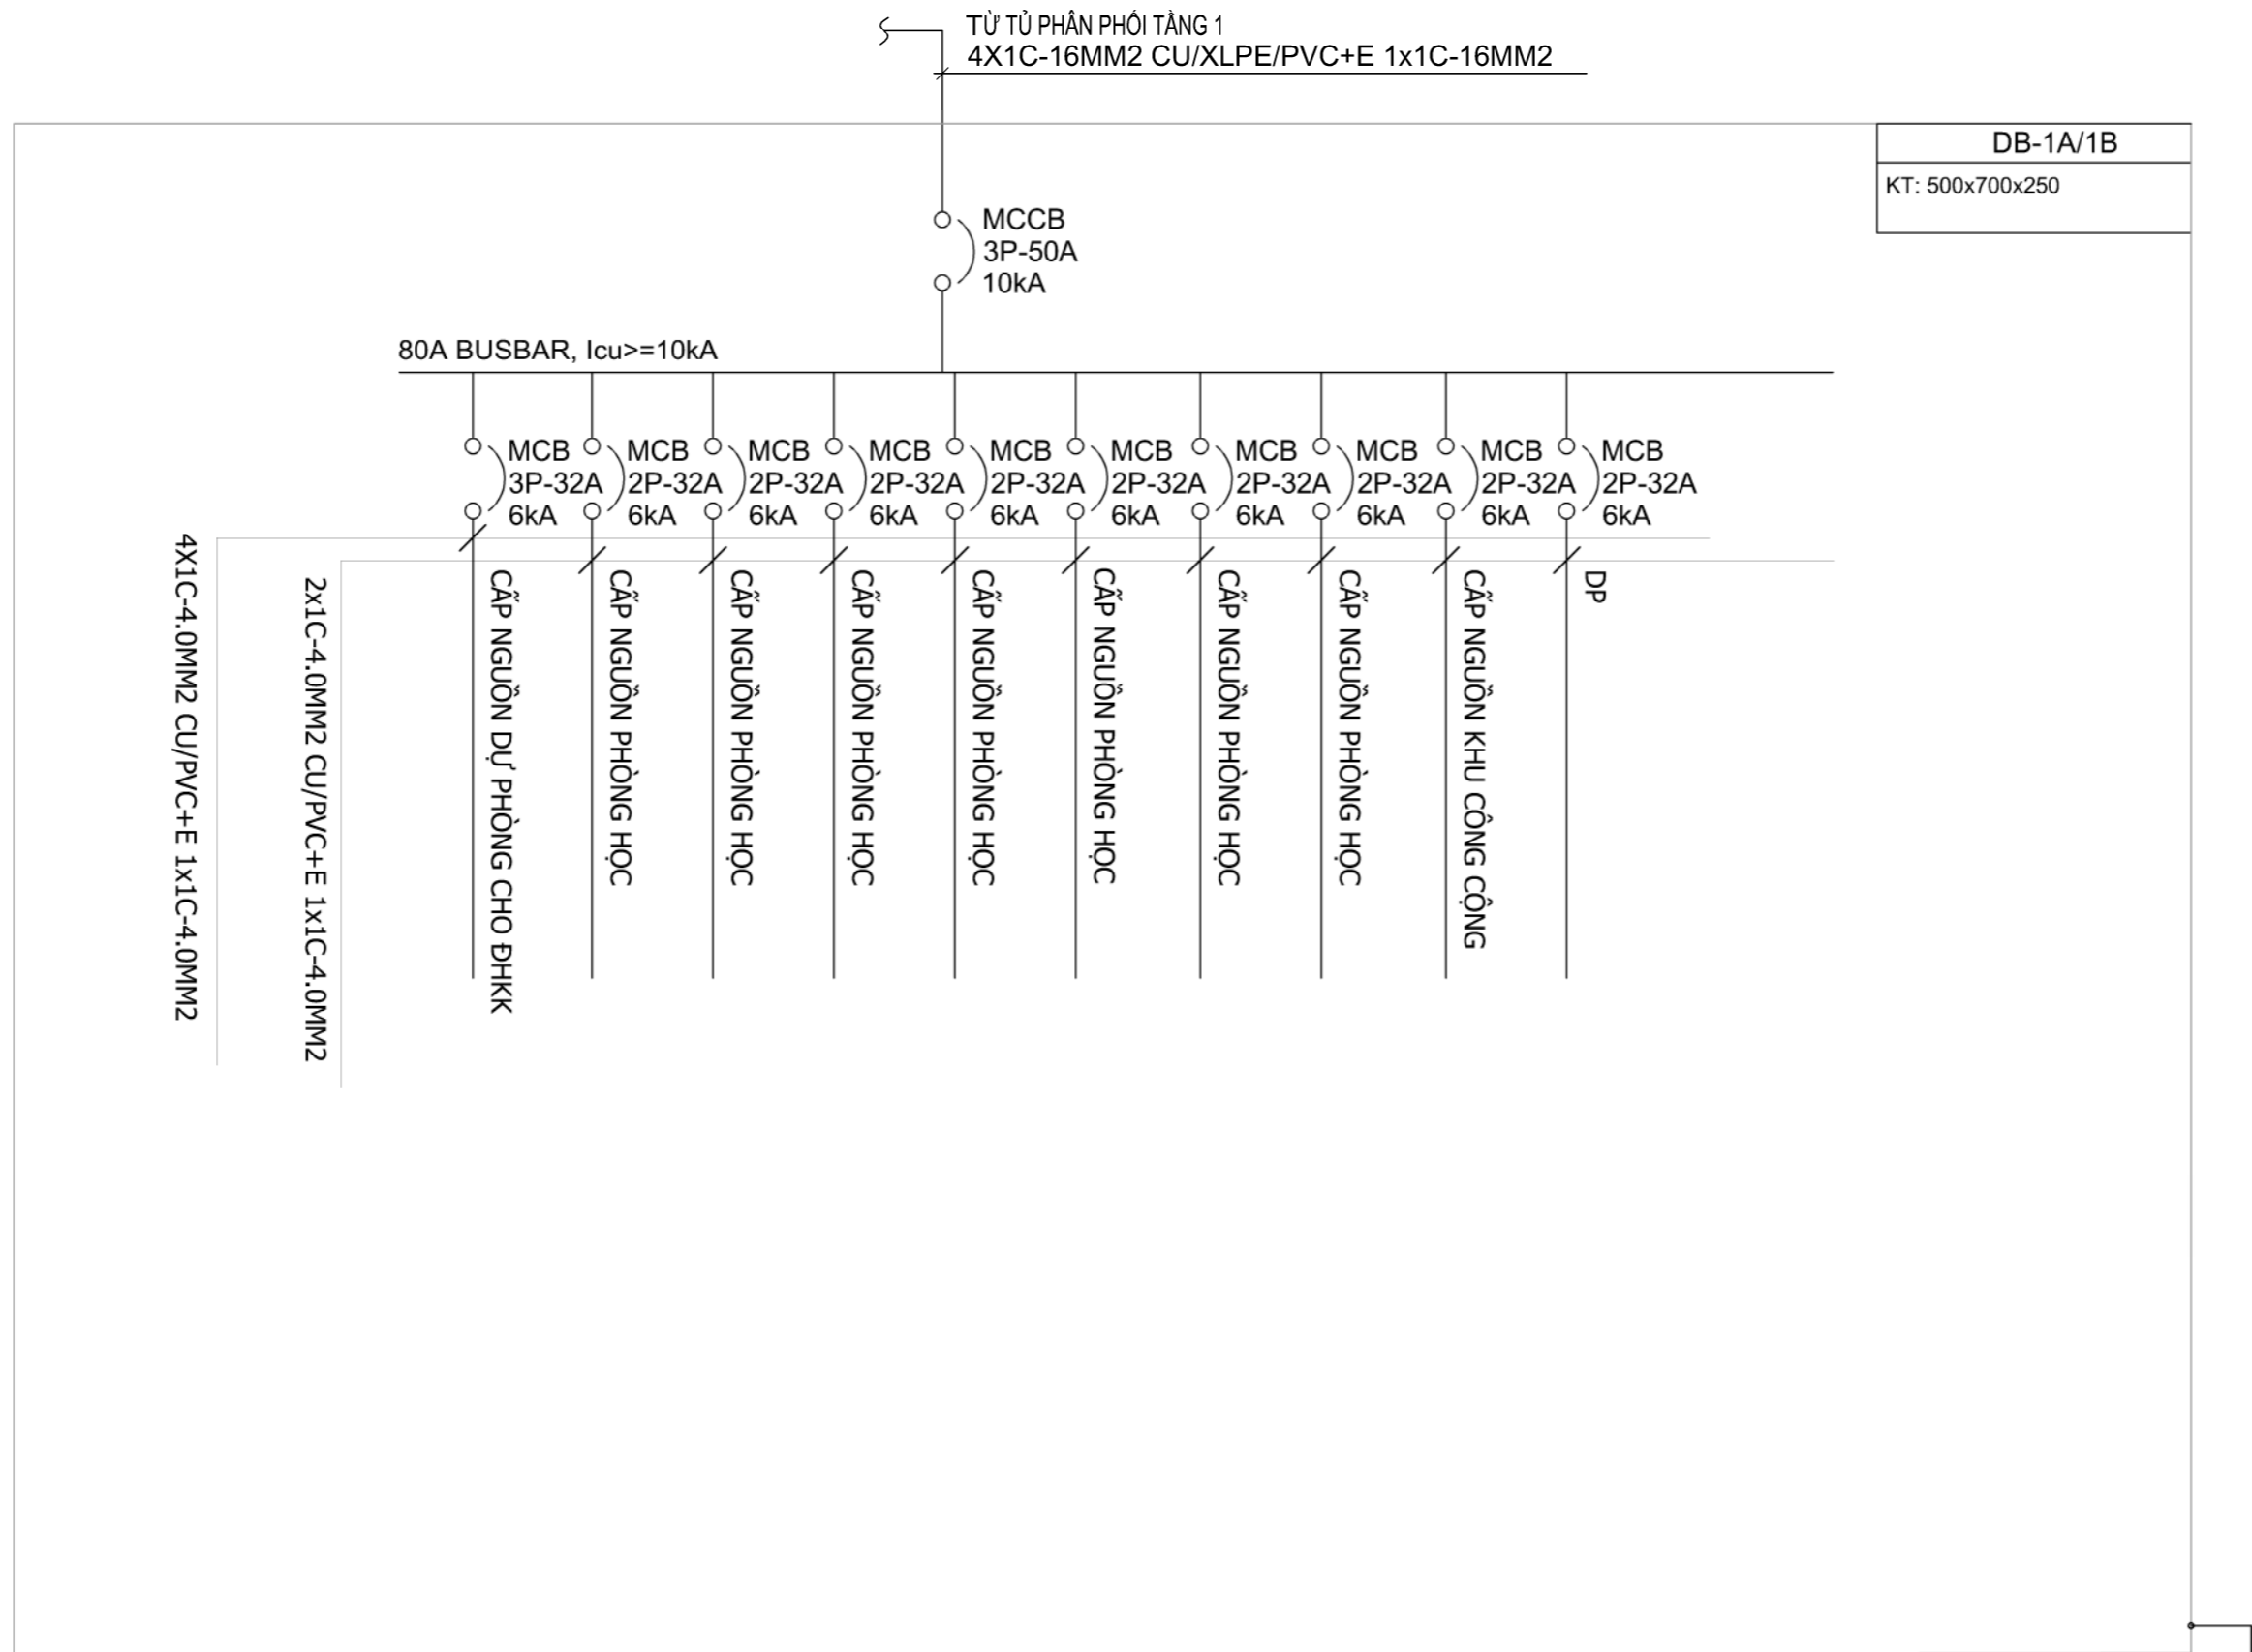 TỪ TỦ PHÂN PHỐI TẦNG 1
4X1C-16MM2 CU/XLPE/PVC+E 1x1C-16MM2
DB-1A/1B
KT: 500x700x250
MCCB
3P-50A
10kA
80A BUSBAR, Icu>=10kA
MCB
3P-32A
6kA
MCB
2P-32A
6kA
MCB
2P-32A
6kA
MCB
2P-32A
6kA
MCB
2P-32A
6kA
MCB
2P-32A
6kA
MCB
2P-32A
6kA
MCB
2P-32A
6kA
MCB
2P-32A
6kA
MCB
2P-32A
6kA
4X1C-4.0MM2 CU/PVC+E 1x1C-4.0MM2
2x1C-4.0MM2 CU/PVC+E 1x1C-4.0MM2
CẤP NGUỒN DỰ PHÒNG CHO ĐHKK
CẤP NGUỒN PHÒNG HỌC
CẤP NGUỒN PHÒNG HỌC
CẤP NGUỒN PHÒNG HỌC
CẤP NGUỒN PHÒNG HỌC
CẤP NGUỒN PHÒNG HỌC
CẤP NGUỒN PHÒNG HỌC
CẤP NGUỒN PHÒNG HỌC
CẤP NGUỒN KHU CÔNG CỘNG
DP